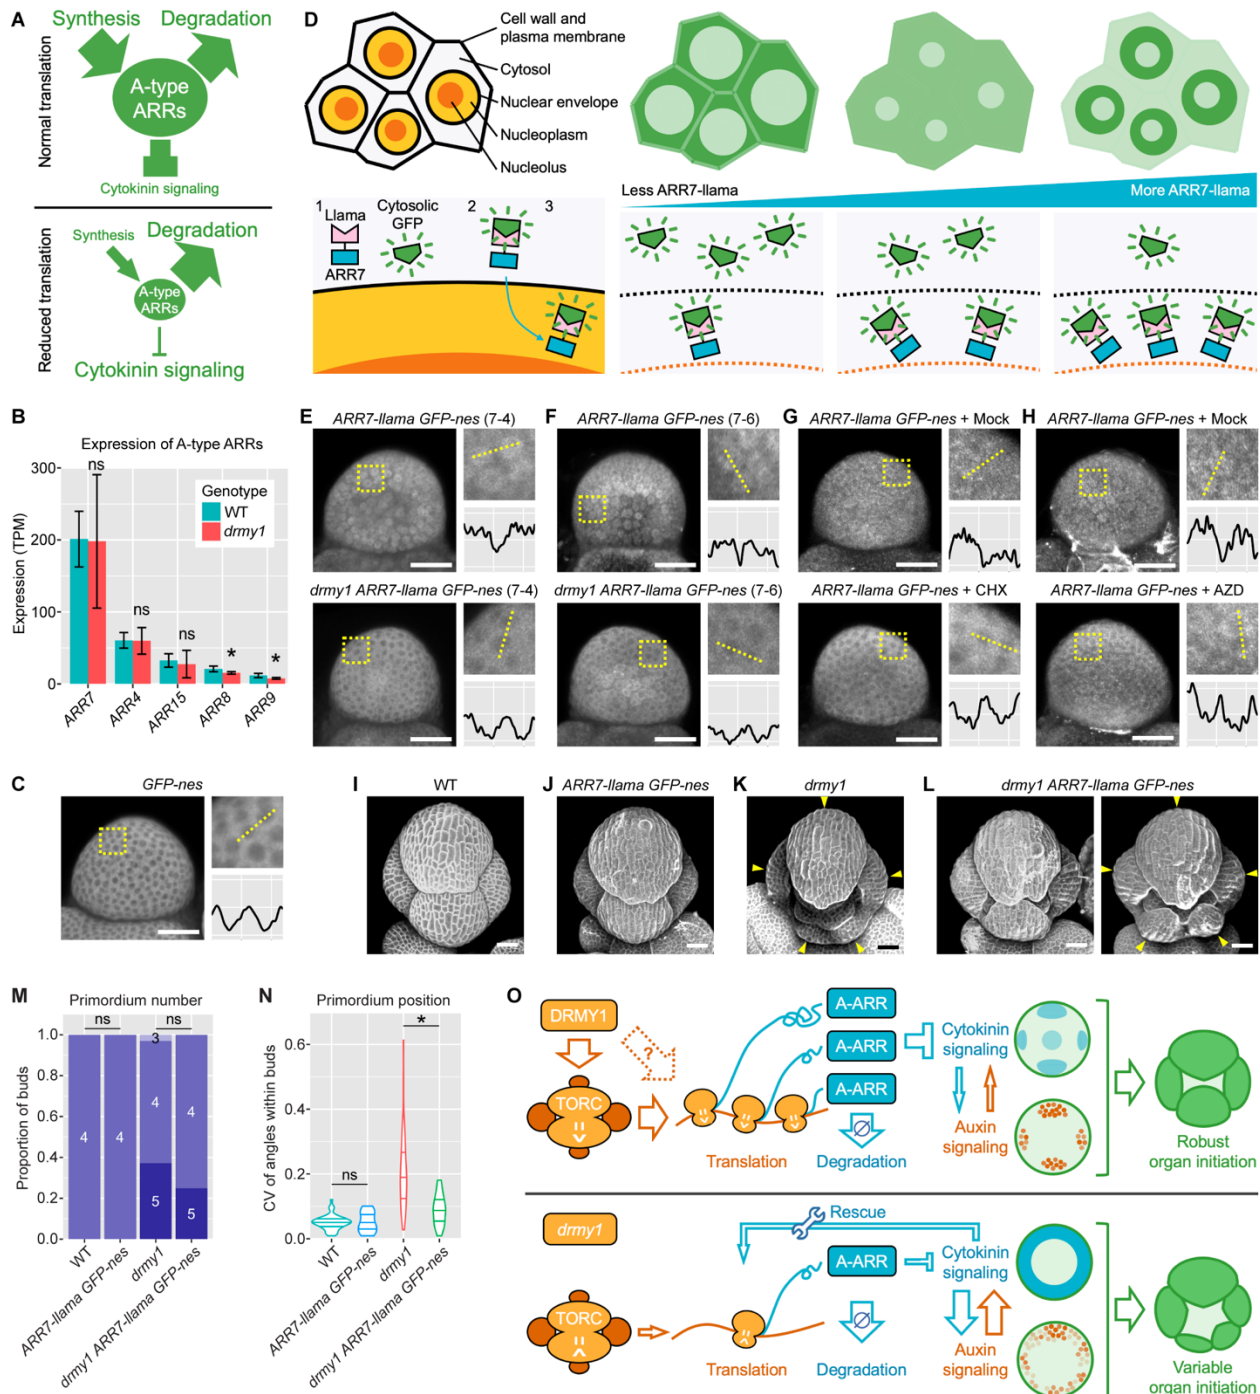 A
Synthesis
Degradation
Normal translation
A-type
ARRs
Cytokinin signaling
Reduced translation
Synthesis
Degradation
A-type
ARRs
Cytokinin signaling
D
Cell wall and
plasma membrane
Cytosol
Nuclear envelope
Nucleoplasm
Nucleolus
Less ARR7-llama
More ARR7-llama
1
Llama
Cytosolic
GFP
2
3
ARR7
B
Expression of A-type ARRs
Expression (TPM)
300
200
100
0
ns
ns
ns
*
*
Genotype
WT
drmy1
ARR7
ARR4
ARR15
ARR8
ARR9
C
GFP-nes
E
ARR7-llama GFP-nes (7-4)
drmy1 ARR7-llama GFP-nes (7-4)
F
ARR7-llama GFP-nes (7-6)
drmy1 ARR7-llama GFP-nes (7-6)
G
ARR7-llama GFP-nes + Mock
ARR7-llama GFP-nes + CHX
H
ARR7-llama GFP-nes + Mock
ARR7-llama GFP-nes + AZD
I
WT
J
ARR7-llama GFP-nes
K
drmy1
L
drmy1 ARR7-llama GFP-nes
M
Primordium number
Proportion of buds
1.0
0.8
0.6
0.4
0.2
0.0
ns
ns
4
4
3
4
5
4
5
WT
ARR7-llama GFP-nes
drmy1
drmy1 ARR7-llama GFP-nes
N
Primordium position
CV of angles within buds
0.6
0.4
0.2
0.0
ns
*
WT
ARR7-llama GFP-nes
drmy1
drmy1 ARR7-llama GFP-nes
O
DRMY1
?
TORC
A-ARR
A-ARR
A-ARR
Translation
Degradation
Cytokinin
signaling
Auxin
signaling
Robust
organ initiation
drmy1
Rescue
TORC
A-ARR
Translation
Degradation
Cytokinin
signaling
Auxin
signaling
Variable
organ initiation